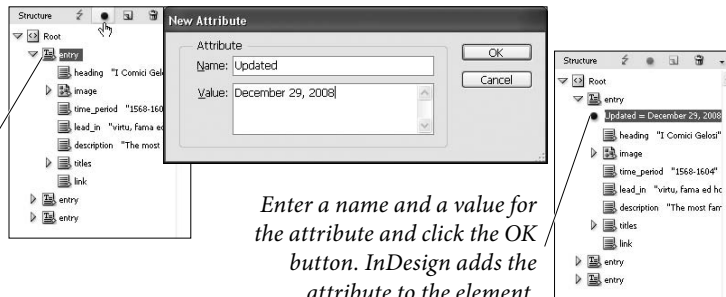 Structure
Root
entry
heading "I Comici Gel
image
time_period "1568-160
lead_in "virtu, fama e
description "The most
titles
link
entry
entry
New Attribute
Attribute
Name: Updated
Value: December 29, 2008
OK
Cancel
Enter a name and a value for
the attribute and click the OK
button. InDesign adds the
attribute to the element.
Structure
Root
entry
Updated = December 29, 2008
heading "I Comici Gelosi"
image
time_period "1568-1604"
lead_in "virtu, fama ed ho
description "The most fam
titles
link
entry
entry